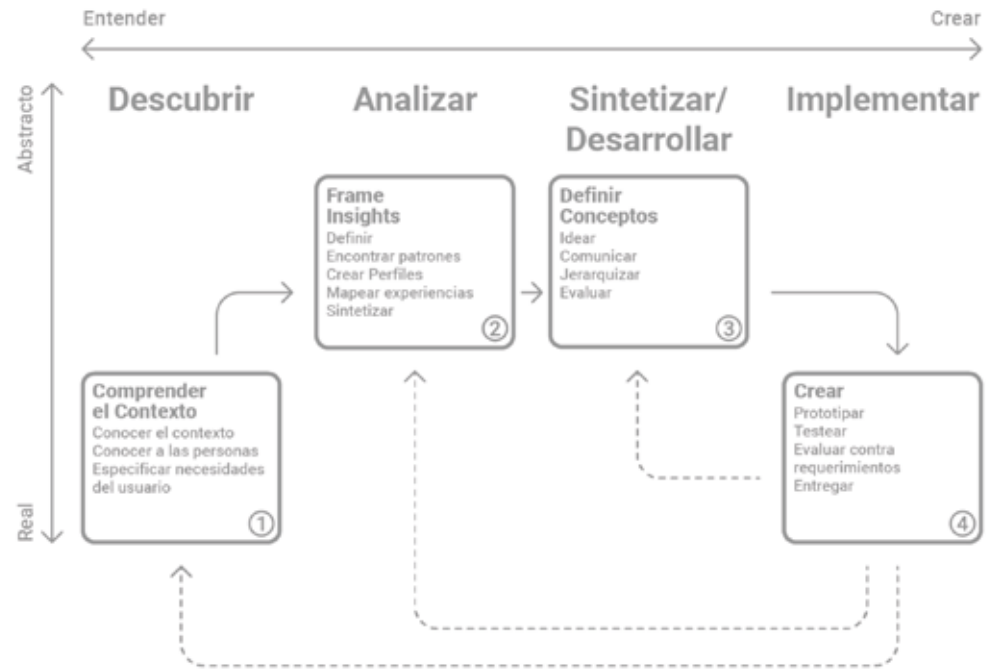 Entender
Crear
Abstracto
Real
Descubrir
Analizar
Sintetizar/
Desarrollar
Implementar
Comprender
el Contexto
Conocer el contexto
Conocer a las personas
Especificar necesidades
del usuario
1
Frame
Insights
Definir
Encontrar patrones
Crear Perfiles
Mapear experiencias
Sintetizar
2
Definir
Conceptos
Idear
Comunicar
Jerarquizar
Evaluar
3
Crear
Prototipar
Testear
Evaluar contra
requerimientos
Entregar
4